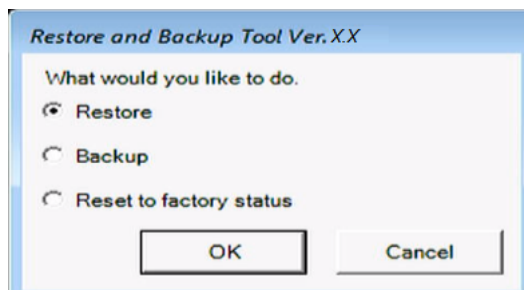 Restore and Backup Tool Ver. X.X
What would you like to do.
Restore
Backup
Reset to factory status
OK Cancel